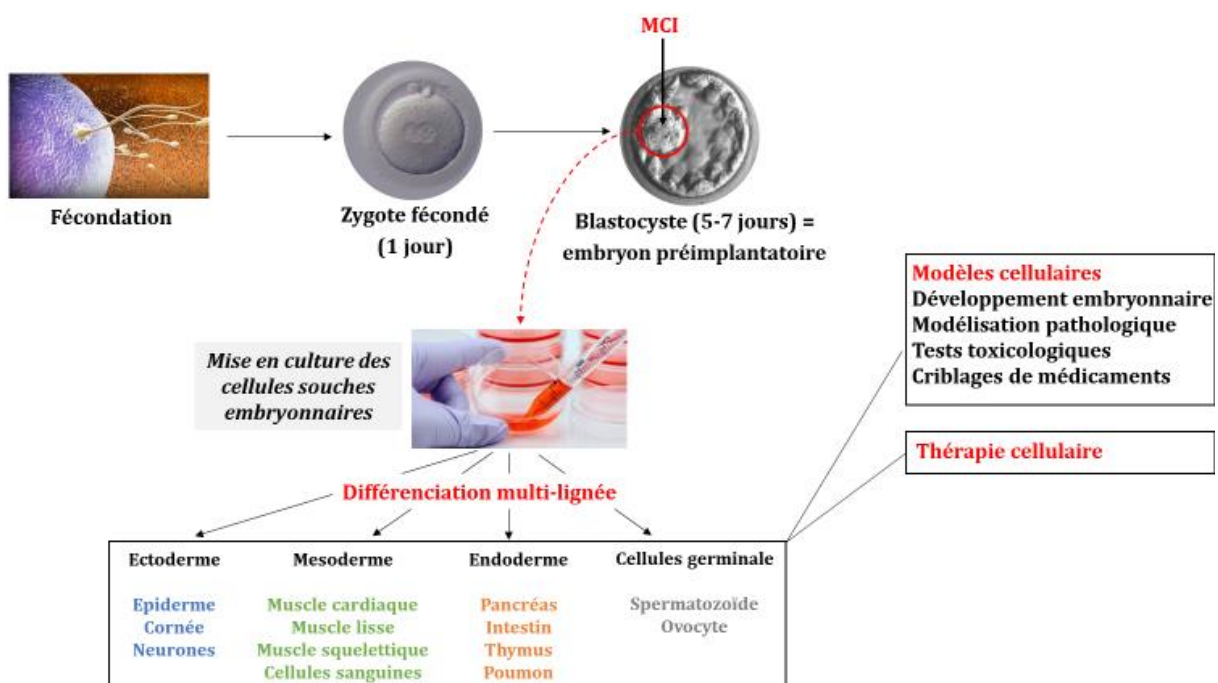 MCI
Fécondation
Zygote fécondé
(1 jour)
Blastocyste (5-7 jours) =
embryon préimplantatoire
Mise en culture des
cellules souches
embryonnaires
Modèles cellulaires
Développement embryonnaire
Modélisation pathologique
Tests toxicologiques
Criblages de médicaments
Thérapie cellulaire
Différenciation multi-lignée
Ectoderme
Epiderme
Cornée
Neurones
Mesoderme
Muscle cardiaque
Muscle lisse
Muscle squelettique
Cellules sanguines
Endoderme
Pancréas
Intestin
Thymus
Poumon
Cellules germinale
Spermatozoïde
Ovocyte